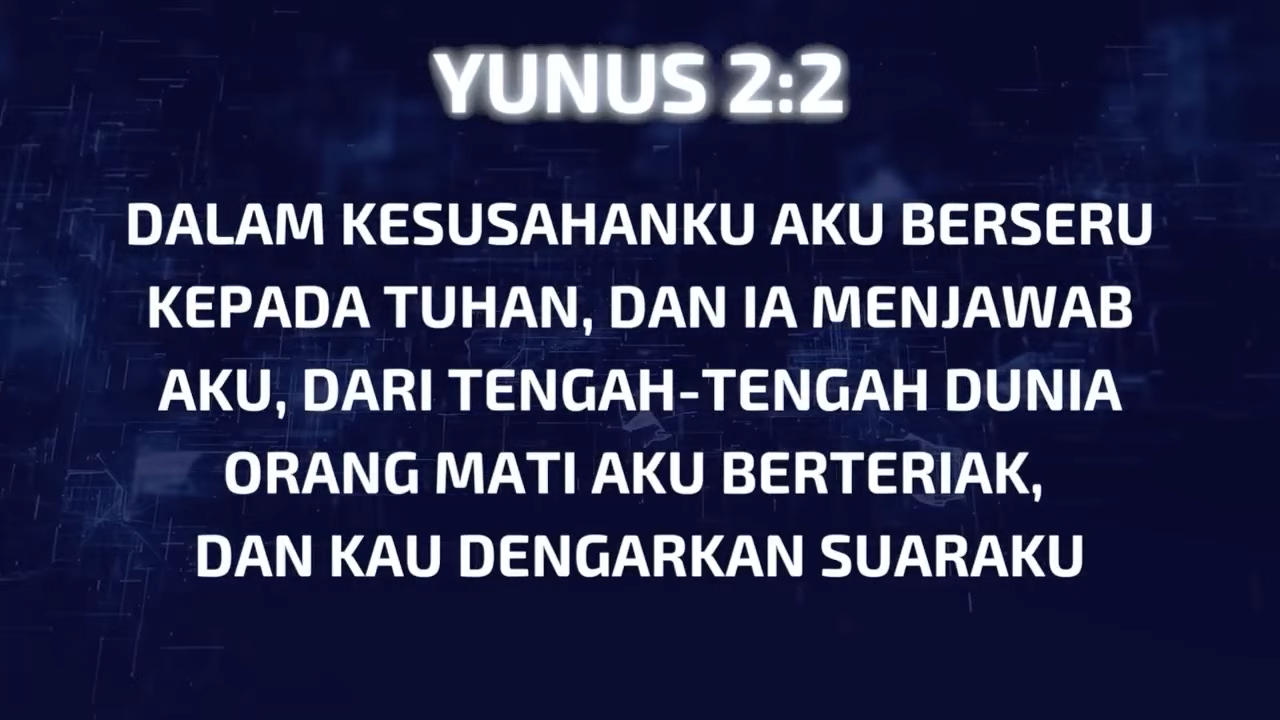 YUNUS 2:2
DALAM KESUSAHANKU AKU BERSERU
KEPADA TUHAN, DAN IA MENJAWAB
AKU, DARI TENGAH-TENGAH DUNIA
ORANG MATI AKU BERTERIAK,
DAN KAU DENGARKAN SUARAKU